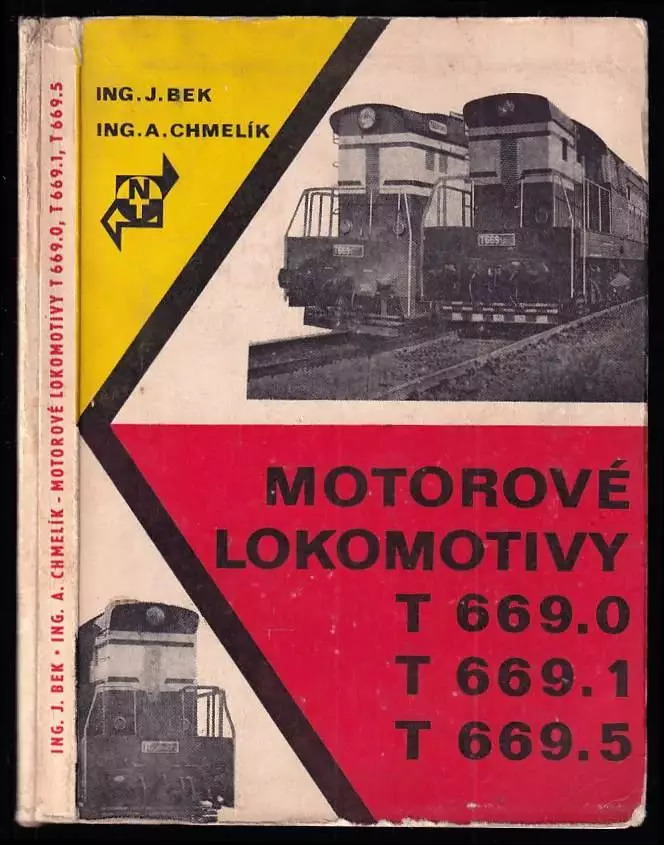 ING. J. BEK · ING. A. CHMELÍK - MOTOROVÉ LOKOMOTIVY T 669.0, T 669.1, T 669.5
ING. J. BEK
ING. A. CHMELÍK
N
T 669
MOTOROVÉ
LOKOMOTIVY
T 669.0
T 669.1
T 669.5